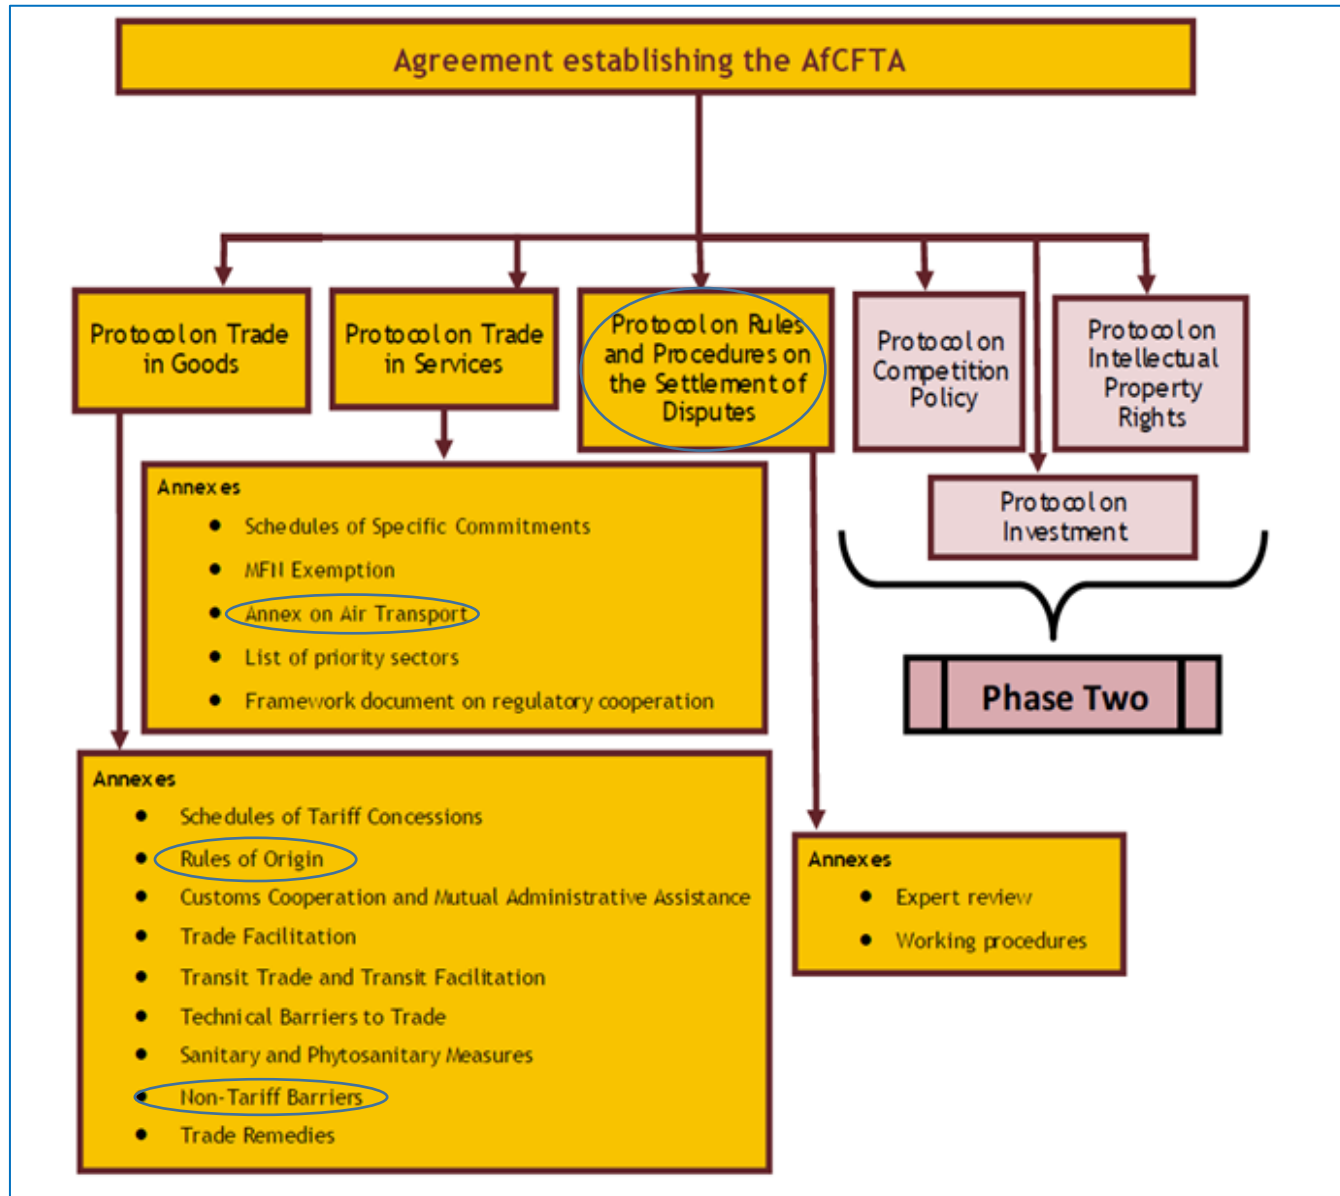 Agreement establishing the AfCFTA
Protocol on Trade
in Goods
Protocol on Trade
in Services
Protocol on Rules
and Procedures on
the Settlement of
Disputes
Protocol on
Competition
Policy
Protocol on
Intellectual
Property
Rights
Protocol on
Investment
Phase Two
Annexes
● Schedules of Specific Commitments
● MFN Exemption
● Annex on Air Transport
● List of priority sectors
● Framework document on regulatory cooperation
Annexes
● Schedules of Tariff Concessions
● Rules of Origin
● Customs Cooperation and Mutual Administrative Assistance
● Trade Facilitation
● Transit Trade and Transit Facilitation
● Technical Barriers to Trade
● Sanitary and Phytosanitary Measures
● Non-Tariff Barriers
● Trade Remedies
Annexes
● Expert review
● Working procedures